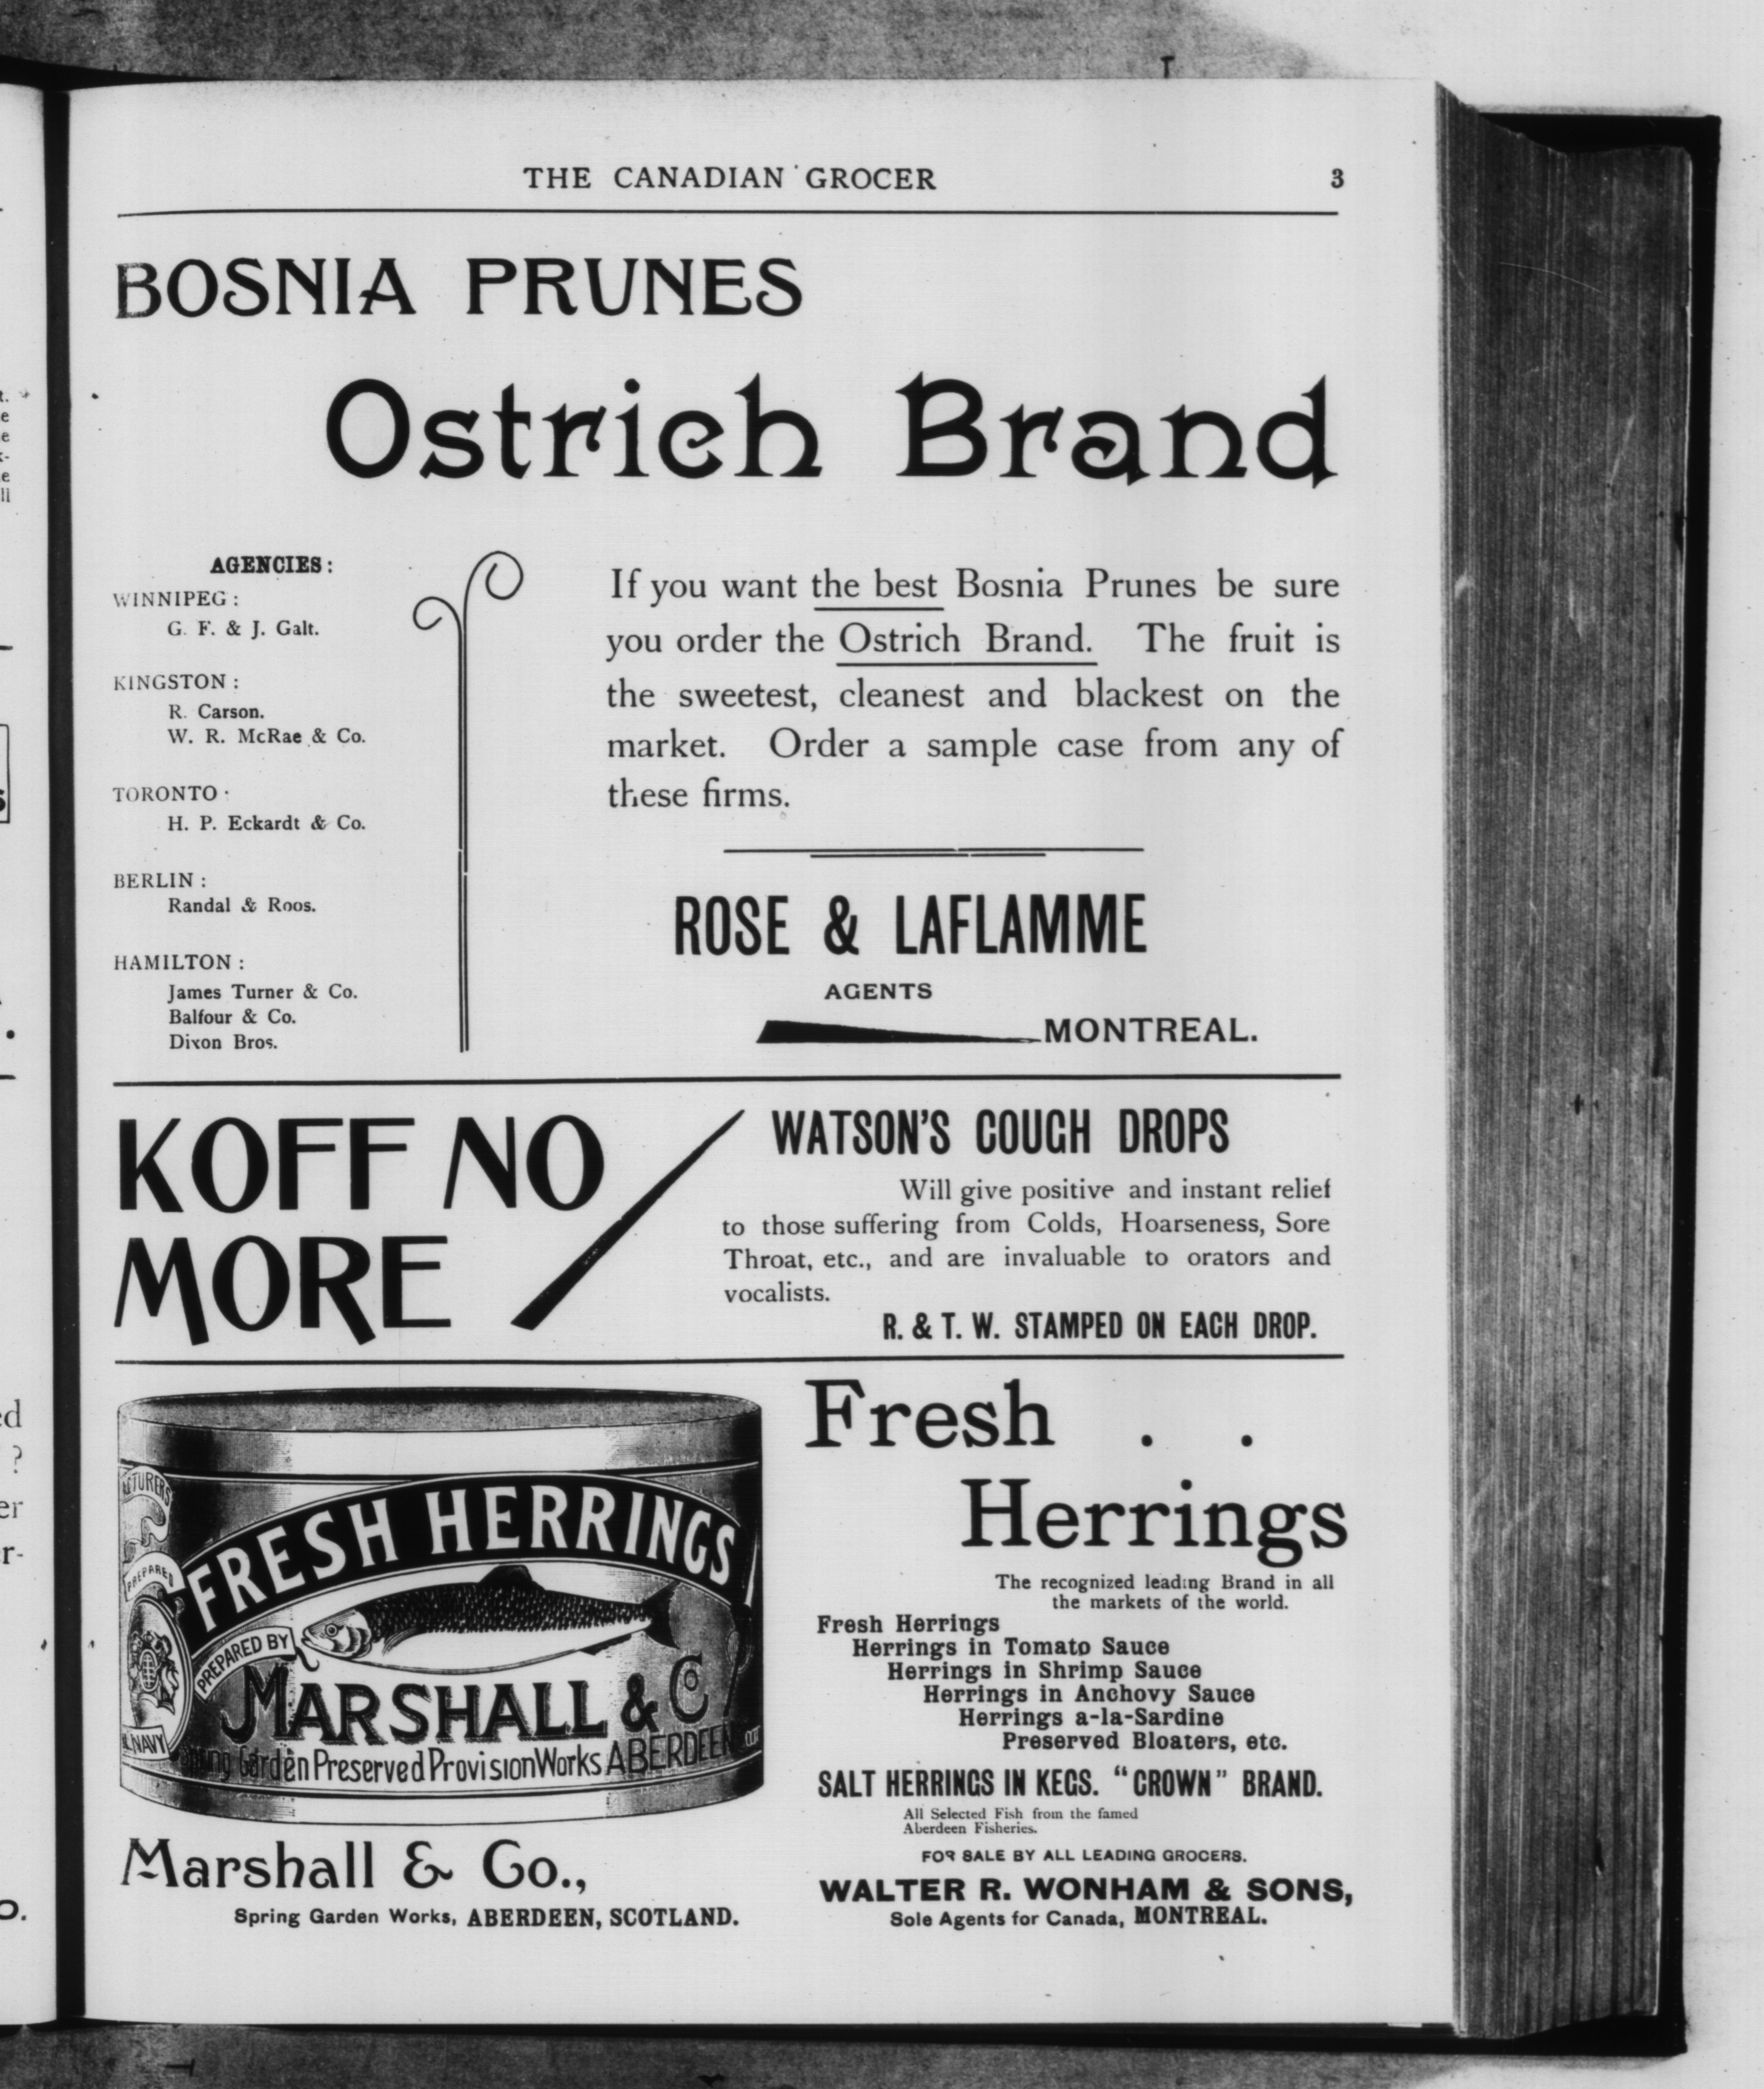 THE CANADIAN GROCER 3
BOSNIA PRUNES
Ostrich Brand
AGENCIES:
WINNIPEG:
G. F. & J. Galt.
KINGSTON:
R. Carson.
W. R. McRae & Co.
TORONTO
H. P. Eckardt & Co.
BERLIN:
Randal & Roos.
HAMILTON:
James Turner & Co.
Balfour & Co.
Dixon Bros.
If you want the best Bosnia Prunes be sure
you order the Ostrich Brand. The fruit is
the sweetest, cleanest and blackest on the
market. Order a sample case from any of
these firms.
ROSE & LAFLAMME
AGENTS
MONTREAL.
KOFF NO
MORE
WATSON'S COUGH DROPS
Will give positive and instant relief
to those suffering from Colds, Hoarseness, Sore
Throat, etc., and are invaluable to orators and
vocalists.
R. & T. W. STAMPED ON EACH DROP.
PREPARED
NAVY
FRESH HERRINGS
PREPARED BY
MARSHALL & Co
Garden Preserved Provision Works ABERDEEN
Marshall & Co.,
Spring Garden Works, ABERDEEN, SCOTLAND.
Fresh . .
Herrings
The recognized leading Brand in all
the markets of the world.
Fresh Herrings
Herrings in Tomato Sauce
Herrings in Shrimp Sauce
Herrings in Anchovy Sauce
Herrings a-la-Sardine
Preserved Bloaters, etc.
SALT HERRINGS IN KEGS. "CROWN" BRAND.
All Selected Fish from the famed
Aberdeen Fisheries.
FOR SALE BY ALL LEADING GROCERS.
WALTER R. WONHAM & SONS,
Sole Agents for Canada, MONTREAL.